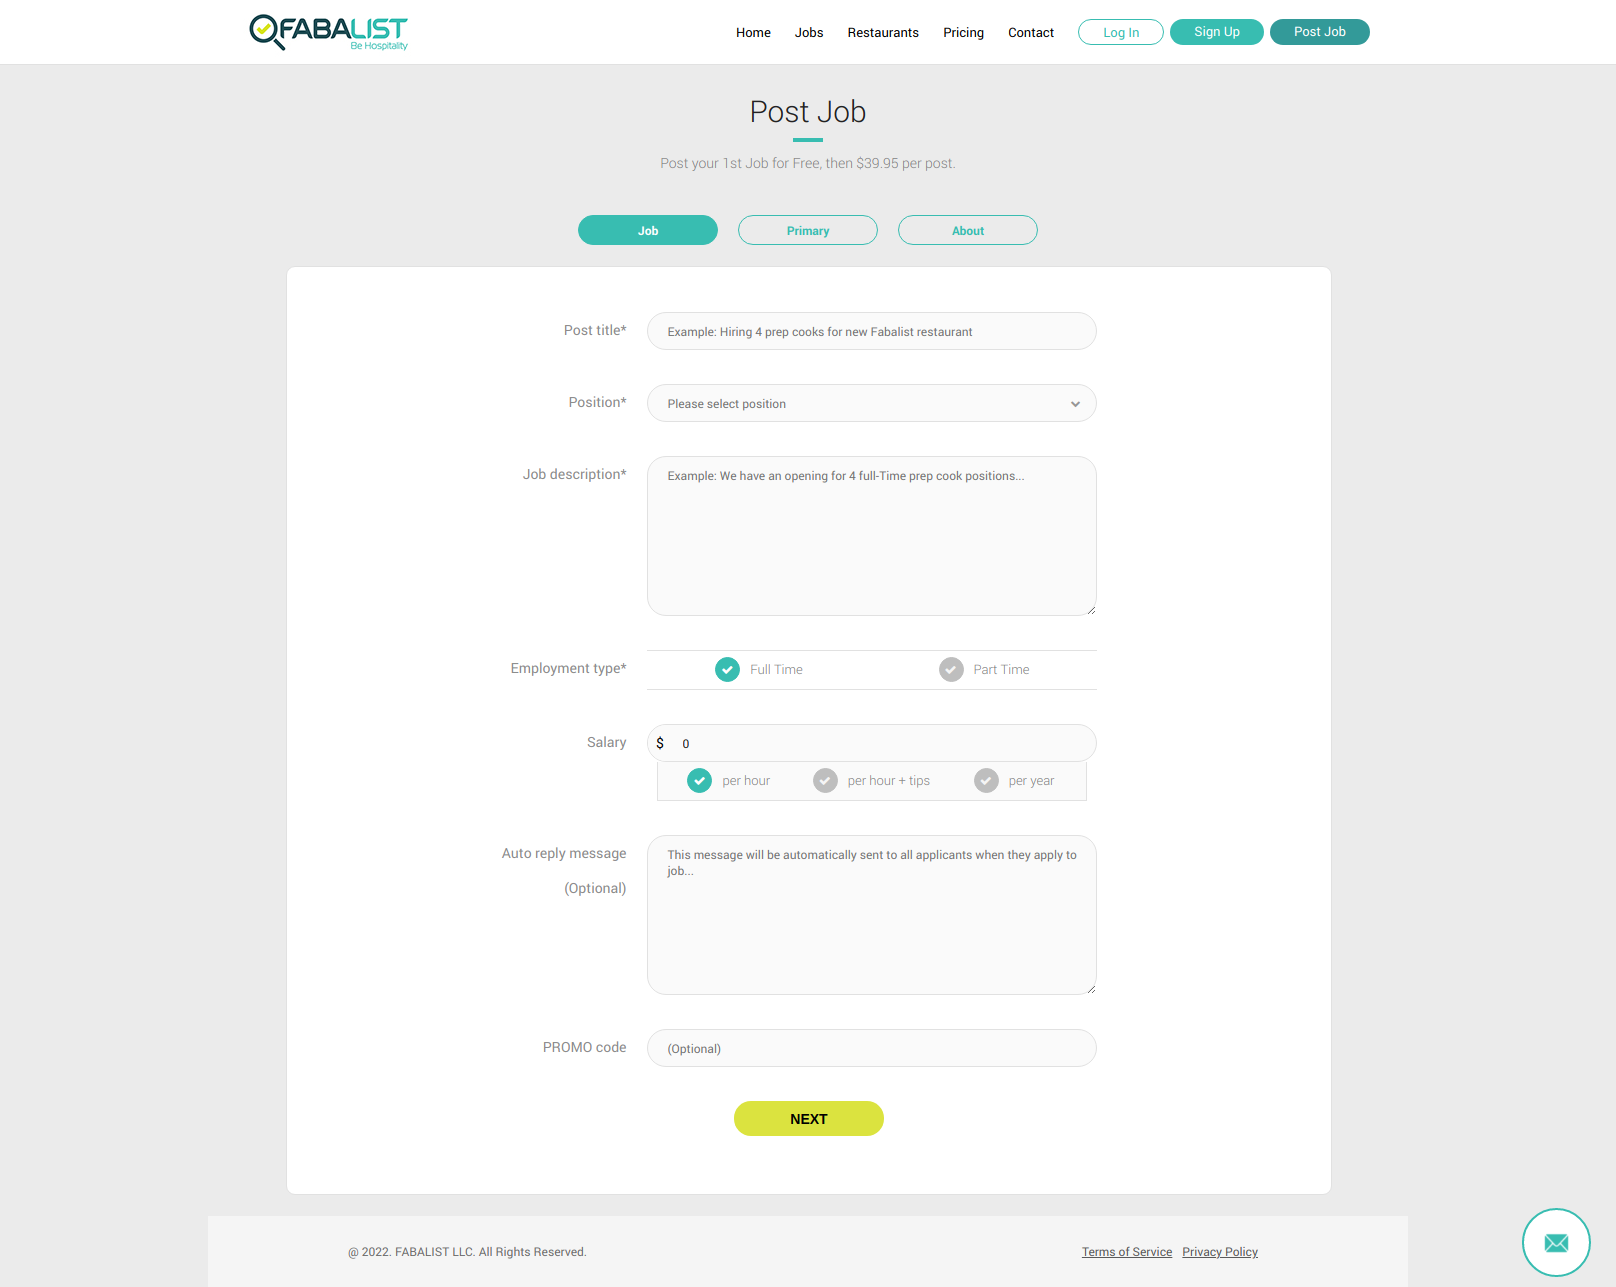 FABALIST
Be Hospitality
Home Jobs Restaurants Pricing Contact Log In Sign Up Post Job
Post Job
Post your 1st Job for Free, then $39.95 per post.
Job Primary About
Post title* Example: Hiring 4 prep cooks for new Fabalist restaurant
Position* Please select position
Job description* Example: We have an opening for 4 full-Time prep cook positions...
Employment type* Full Time Part Time
Salary $ 0
per hour per hour + tips per year
Auto reply message This message will be automatically sent to all applicants when they apply to
job...
(Optional)
PROMO code (Optional)
NEXT
@ 2022. FABALIST LLC. All Rights Reserved. Terms of Service Privacy Policy